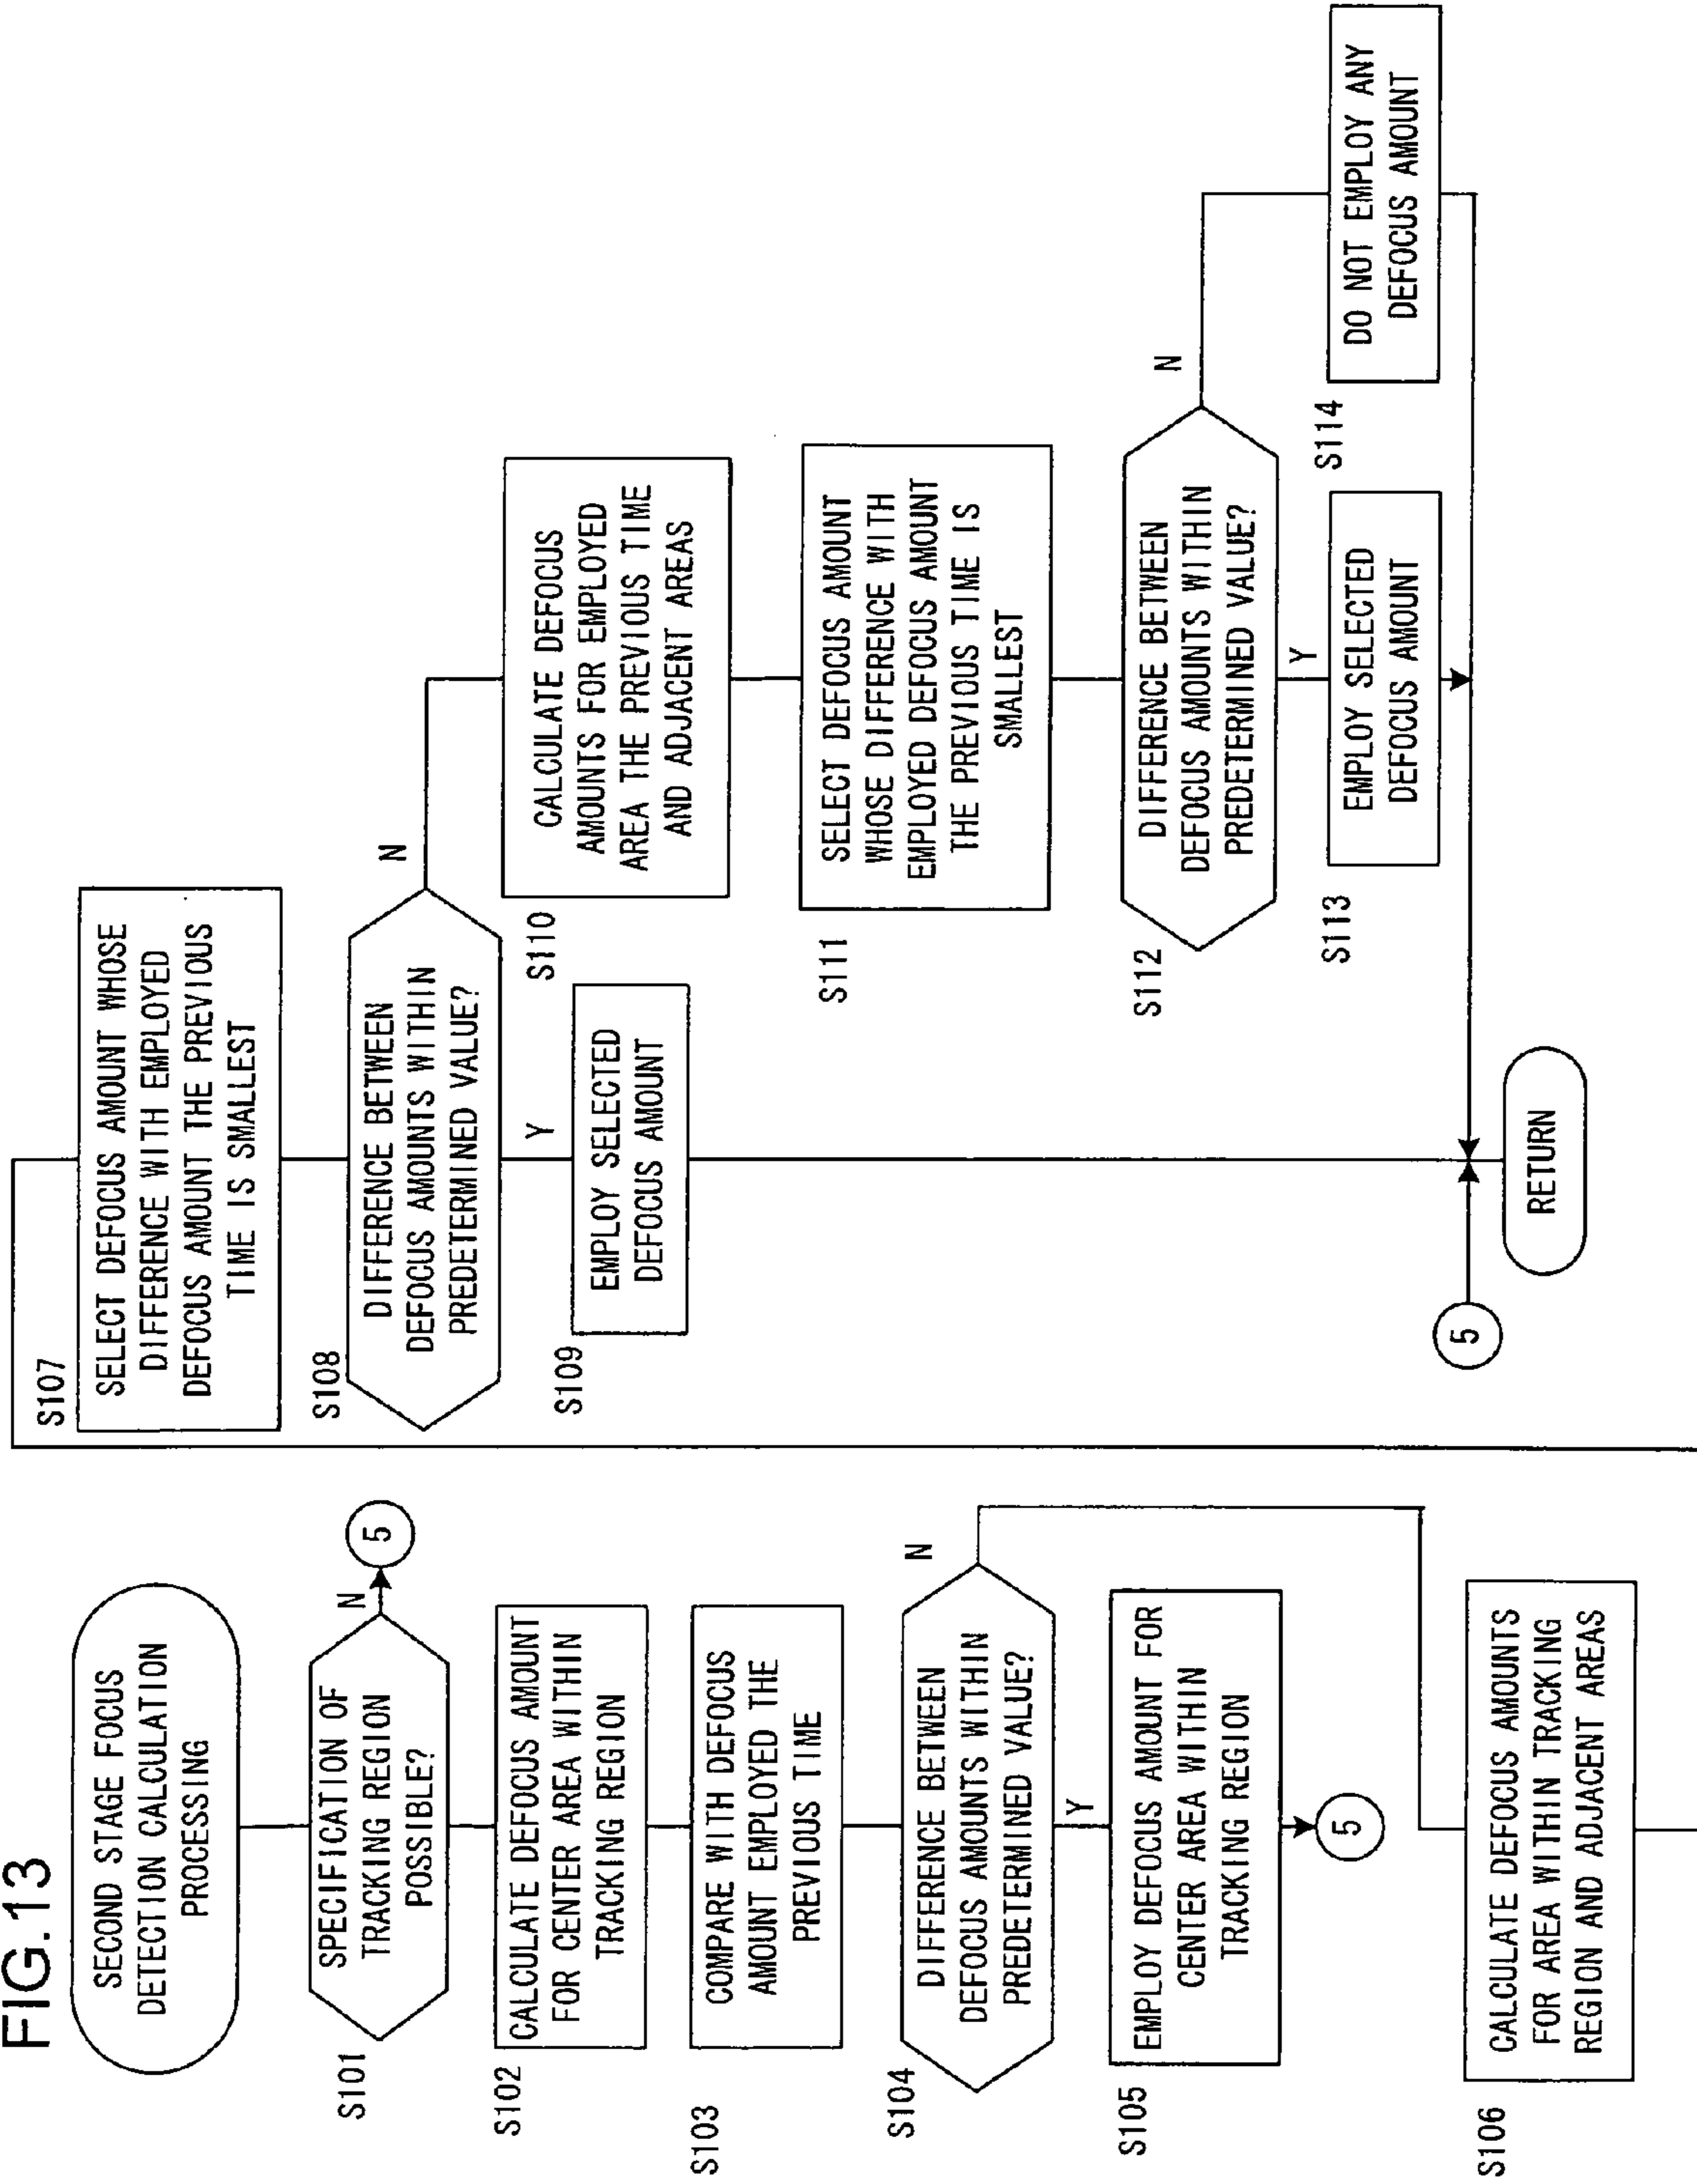 FIG.13
SECOND STAGE FOCUS
DETECTION CALCULATION
PROCESSING
S101
SPECIFICATION OF
TRACKING REGION
POSSIBLE?
N
5
S102
CALCULATE DEFOCUS AMOUNT
FOR CENTER AREA WITHIN
TRACKING REGION
S103
COMPARE WITH DEFOCUS
AMOUNT EMPLOYED THE
PREVIOUS TIME
S104
DIFFERENCE BETWEEN
DEFOCUS AMOUNTS WITHIN
PREDETERMINED VALUE?
N
Y
S105
EMPLOY DEFOCUS AMOUNT FOR
CENTER AREA WITHIN
TRACKING REGION
5
S106
CALCULATE DEFOCUS AMOUNTS
FOR AREA WITHIN TRACKING
REGION AND ADJACENT AREAS
S107
SELECT DEFOCUS AMOUNT WHOSE
DIFFERENCE WITH EMPLOYED
DEFOCUS AMOUNT THE PREVIOUS
TIME IS SMALLEST
S108
DIFFERENCE BETWEEN
DEFOCUS AMOUNTS WITHIN
PREDETERMINED VALUE?
N
Y
S109
EMPLOY SELECTED
DEFOCUS AMOUNT
S110
CALCULATE DEFOCUS
AMOUNTS FOR EMPLOYED
AREA THE PREVIOUS TIME
AND ADJACENT AREAS
S111
SELECT DEFOCUS AMOUNT
WHOSE DIFFERENCE WITH
EMPLOYED DEFOCUS AMOUNT
THE PREVIOUS TIME IS
SMALLEST
S112
DIFFERENCE BETWEEN
DEFOCUS AMOUNTS WITHIN
PREDETERMINED VALUE?
N
Y
S113
EMPLOY SELECTED
DEFOCUS AMOUNT
S114
DO NOT EMPLOY ANY
DEFOCUS AMOUNT
5
RETURN